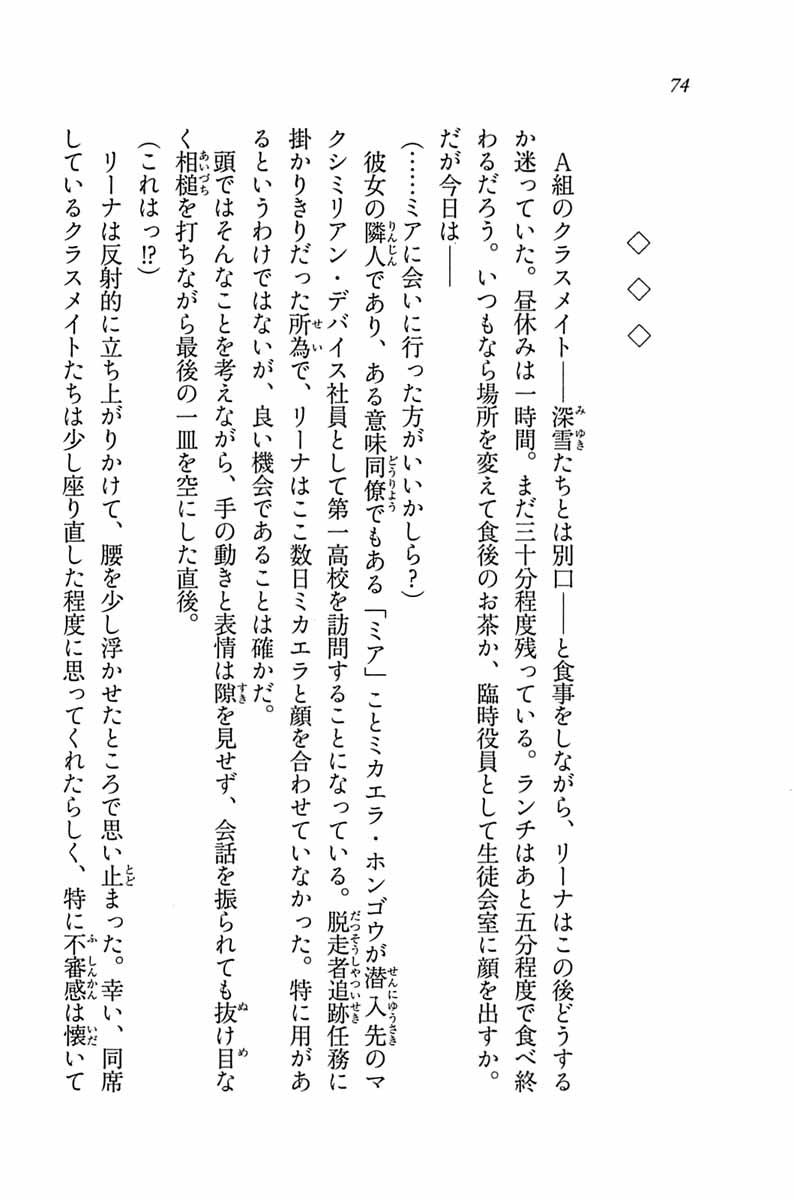 74
◇ ◇ ◇
Ａ組のクラスメイト――深雪たちとは別口――と食事をしながら、リーナはこの後どうする
か迷っていた。昼休みは一時間。まだ三十分程度残っている。ランチはあと五分程度で食べ終
わるだろう。いつもなら場所を変えて食後のお茶か、臨時役員として生徒会室に顔を出すか。
だが今日は――
（……ミアに会いに行った方がいいかしら？）
彼女の隣人であり、ある意味同僚でもある「ミア」ことミカエラ・ホンゴウが潜入先のマ
クシミリアン・デバイス社員として第一高校を訪問することになっている。脱走者追跡任務に
掛かりきりだった所為で、リーナはここ数日ミカエラと顔を合わせていなかった。特に用があ
るというわけではないが、良い機会であることは確かだ。
頭ではそんなことを考えながら、手の動きと表情は隙を見せず、会話を振られても抜け目な
く相槌を打ちながら最後の一皿を空にした直後。
（これはっ!?）
リーナは反射的に立ち上がりかけて、腰を少し浮かせたところで思い止まった。幸い、同席
しているクラスメイトたちは少し座り直した程度に思ってくれたらしく、特に不審感は懐いて